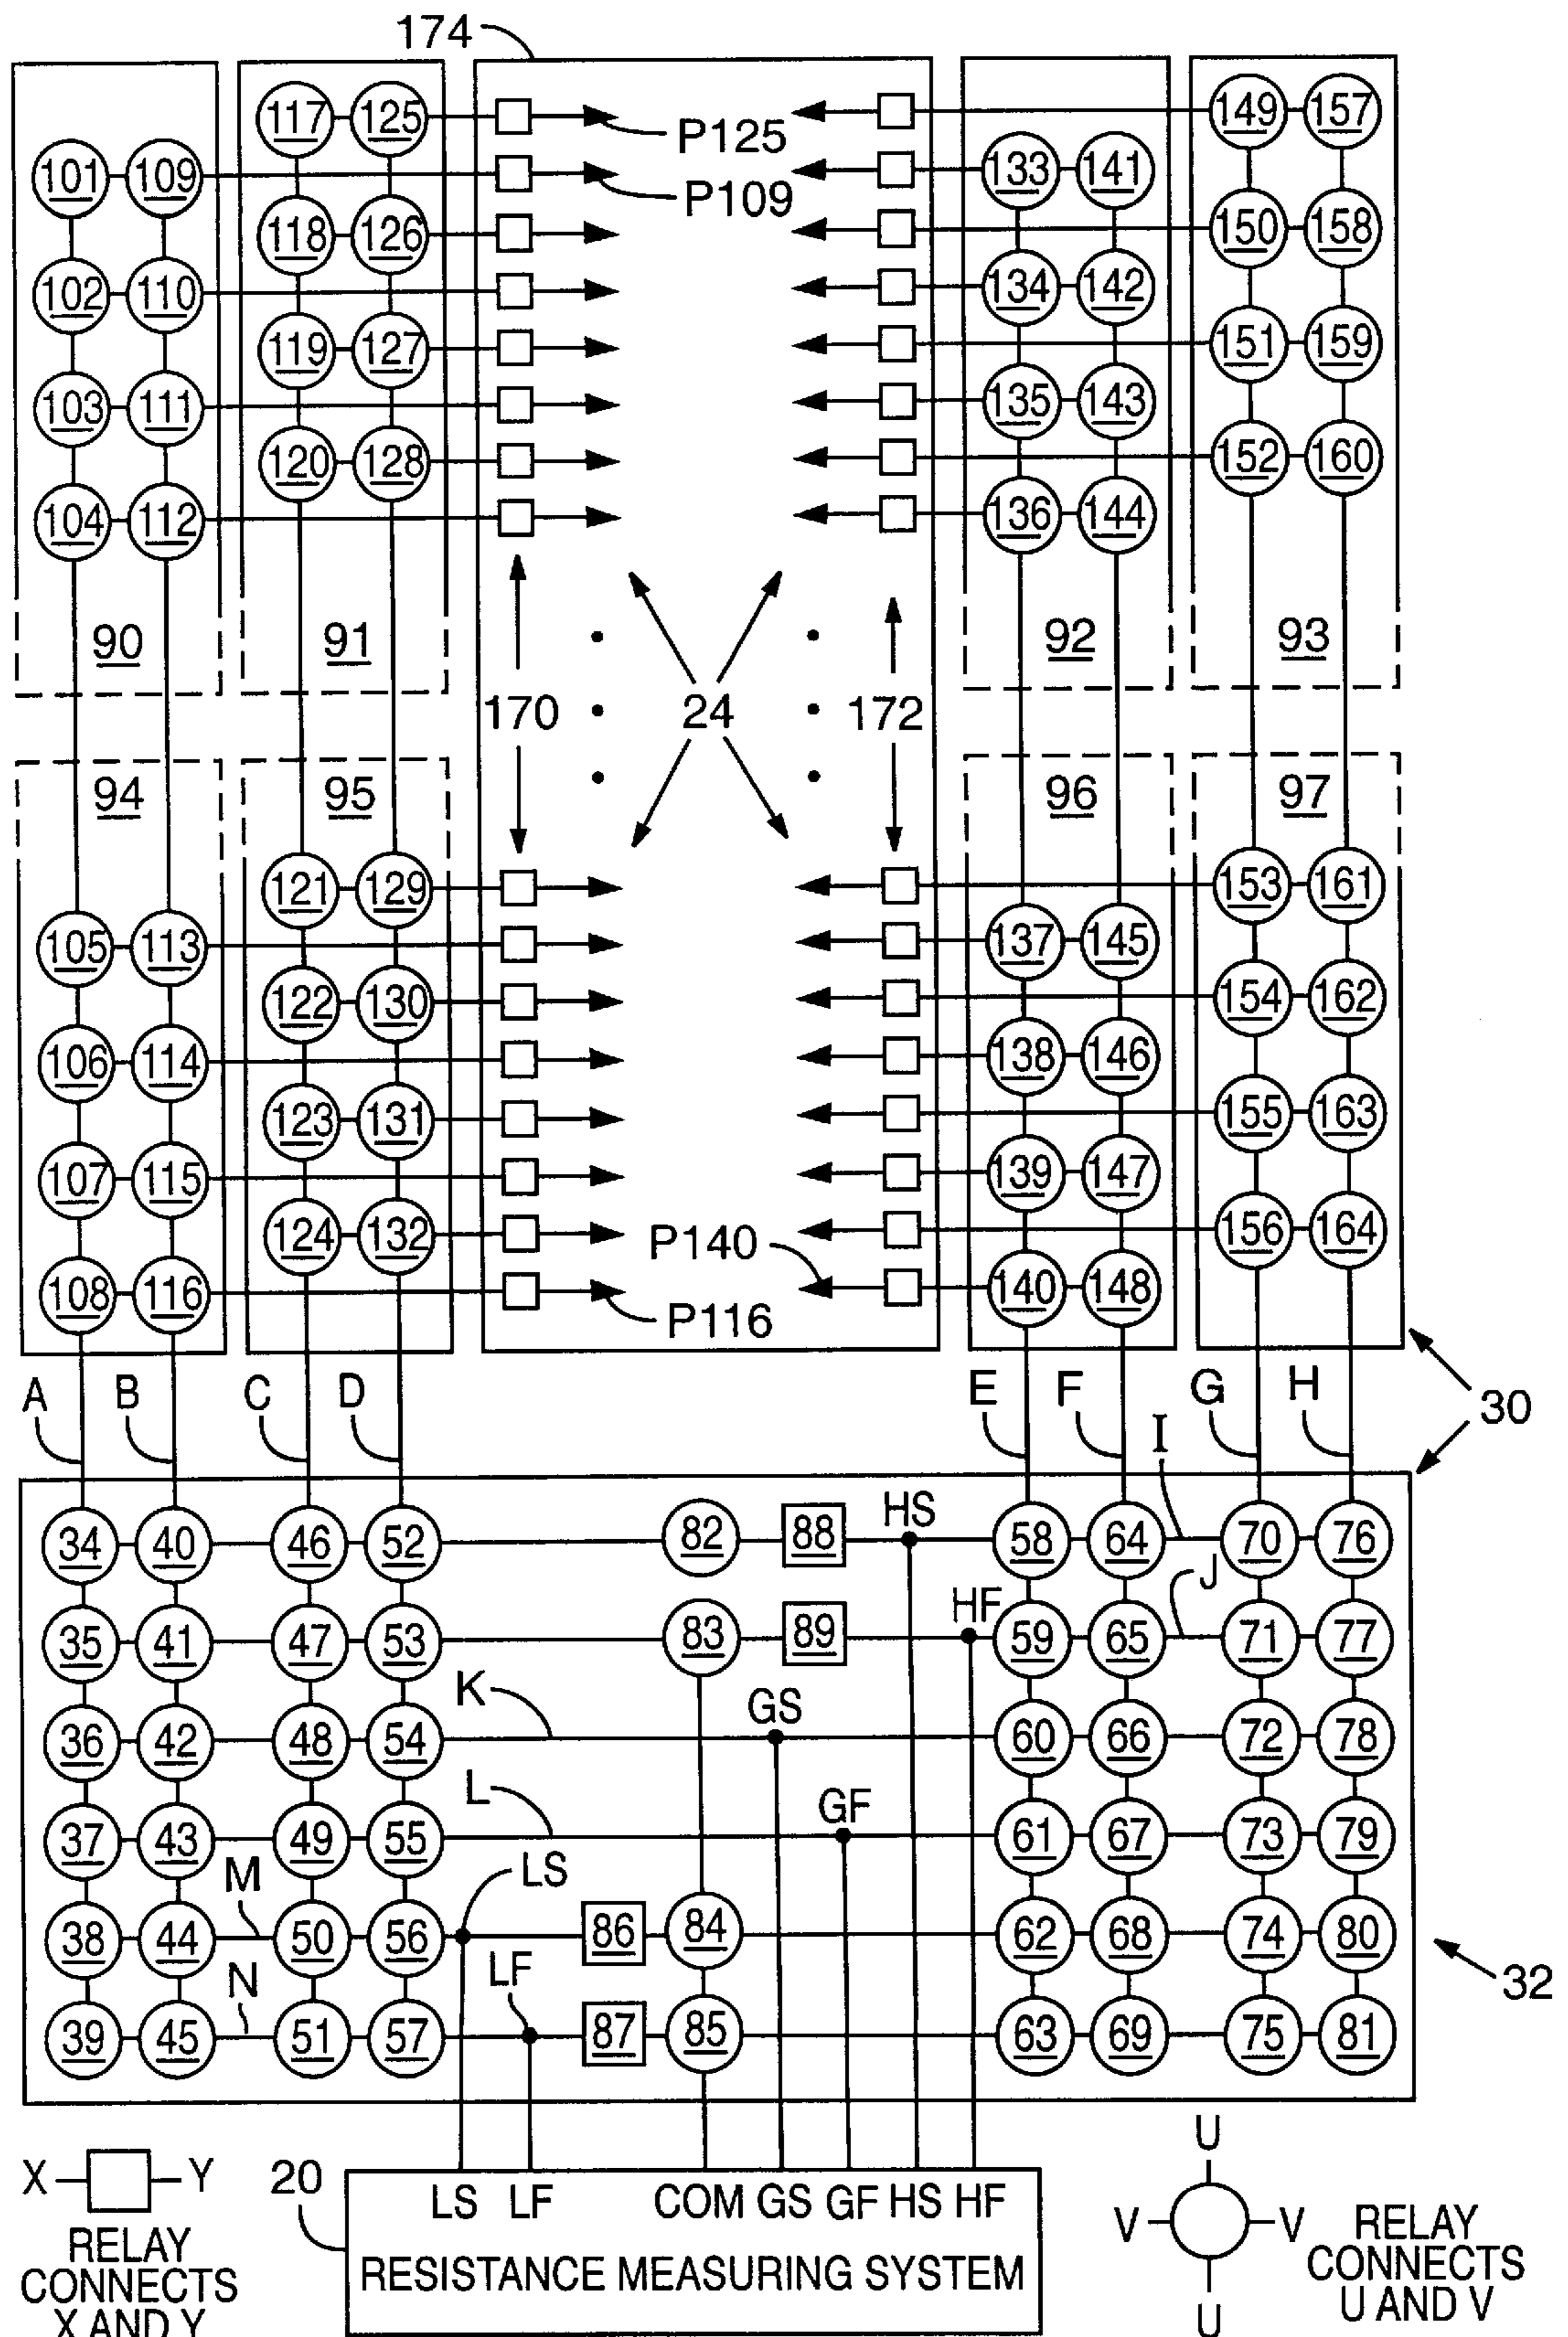 174
117 125 P125 149 157
101 109 P109 133 141
118 126 150 158
102 110 134 142
119 127 151 159
103 111 135 143
120 128 152 160
104 112 136 144
90 91 92 93
170 24 172
94 95 96 97
121 129 153 161
105 113 137 145
122 130 154 162
106 114 138 146
123 131 155 163
107 115 139 147
124 132 P140 156 164
108 116 P116 140 148
A B C D E F G H 30
I
34 40 46 52 82 88 HS 58 64 70 76
J
HF
35 41 47 53 83 89 59 65 71 77
K GS
36 42 48 54 60 66 72 78
L GF
37 43 49 55 61 67 73 79
M LS
38 44 50 56 86 84 62 68 74 80
N LF 32
39 45 51 57 87 85 63 69 75 81
X Y
RELAY
CONNECTS
X AND Y
20
LS LF COM GS GF HS HF
RESISTANCE MEASURING SYSTEM
U
V V
U
RELAY
CONNECTS
U AND V